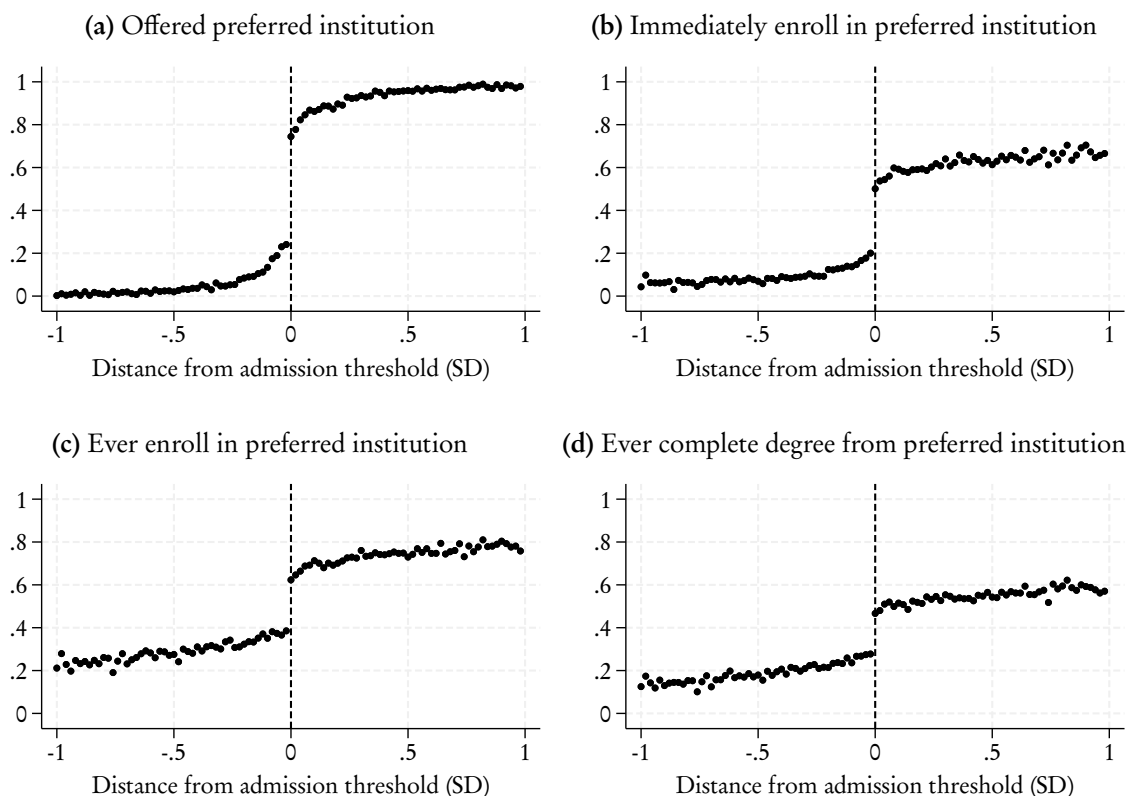 (a) Offered preferred institution
1
.8
.6
.4
.2
0
-1 -.5 0 .5 1
Distance from admission threshold (SD)
(b) Immediately enroll in preferred institution
1
.8
.6
.4
.2
0
-1 -.5 0 .5 1
Distance from admission threshold (SD)
(c) Ever enroll in preferred institution
1
.8
.6
.4
.2
0
-1 -.5 0 .5 1
Distance from admission threshold (SD)
(d) Ever complete degree from preferred institution
1
.8
.6
.4
.2
0
-1 -.5 0 .5 1
Distance from admission threshold (SD)